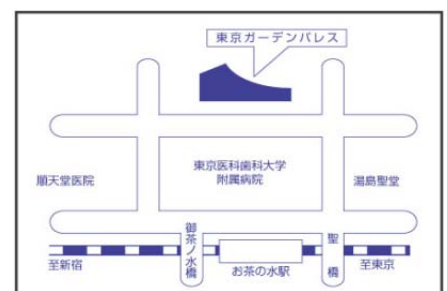 東京ガーデンパレス
東京医科歯科大学
附属病院
順天堂医院
湯島聖堂
御茶ノ水橋
聖橋
お茶の水駅
至新宿
至東京